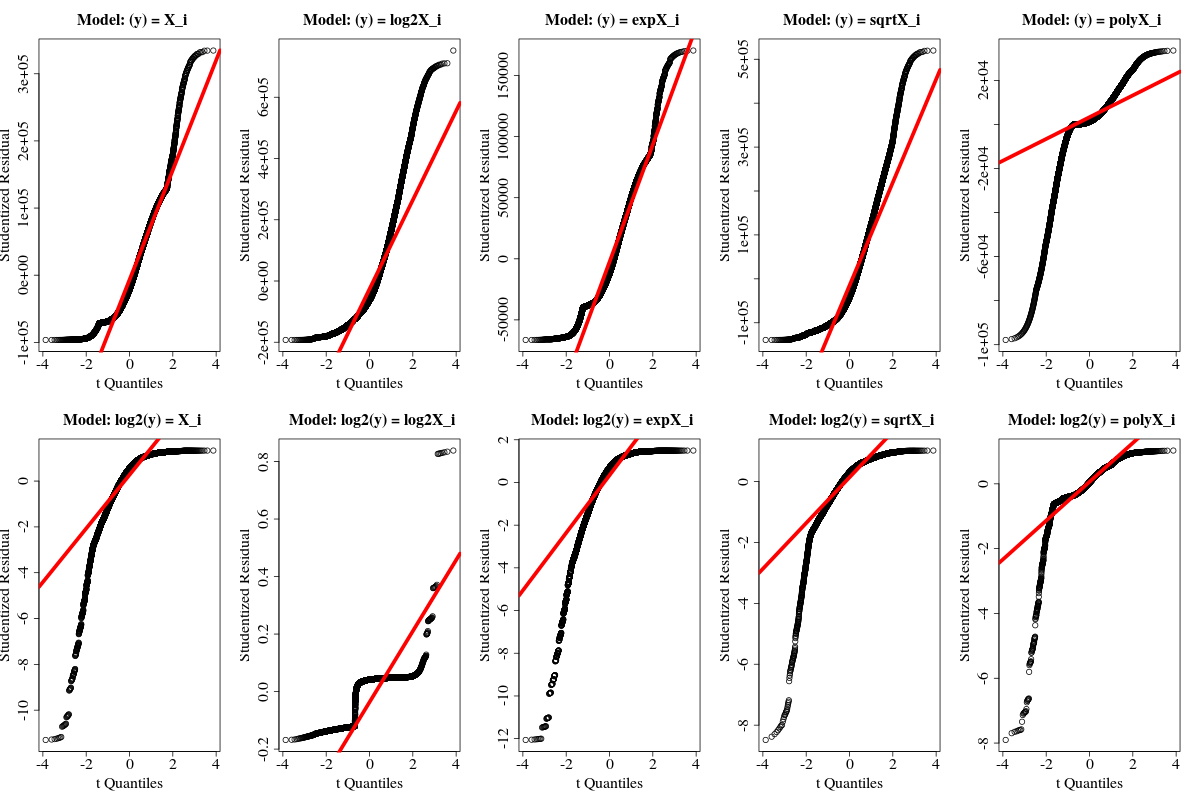 Model: (y) = X_i
Studentized Residual
-1e+05 0e+00 1e+05 2e+05 3e+05
-4 -2 0 2 4
t Quantiles
Model: (y) = log2X_i
Studentized Residual
-2e+05 0e+00 2e+05 4e+05 6e+05
-4 -2 0 2 4
t Quantiles
Model: (y) = expX_i
Studentized Residual
-50000 0 50000 100000 150000
-4 -2 0 2 4
t Quantiles
Model: (y) = sqrtX_i
Studentized Residual
-1e+05 1e+05 3e+05 5e+05
-4 -2 0 2 4
t Quantiles
Model: (y) = polyX_i
Studentized Residual
-1e+05 -6e+04 -2e+04 2e+04
-4 -2 0 2 4
t Quantiles
Model: log2(y) = X_i
Studentized Residual
-10 -8 -6 -4 -2 0
-4 -2 0 2 4
t Quantiles
Model: log2(y) = log2X_i
Studentized Residual
-0.2 0.0 0.2 0.4 0.6 0.8
-4 -2 0 2 4
t Quantiles
Model: log2(y) = expX_i
Studentized Residual
-12 -10 -8 -6 -4 -2 0 2
-4 -2 0 2 4
t Quantiles
Model: log2(y) = sqrtX_i
Studentized Residual
-8 -6 -4 -2 0
-4 -2 0 2 4
t Quantiles
Model: log2(y) = polyX_i
Studentized Residual
-8 -6 -4 -2 0
-4 -2 0 2 4
t Quantiles